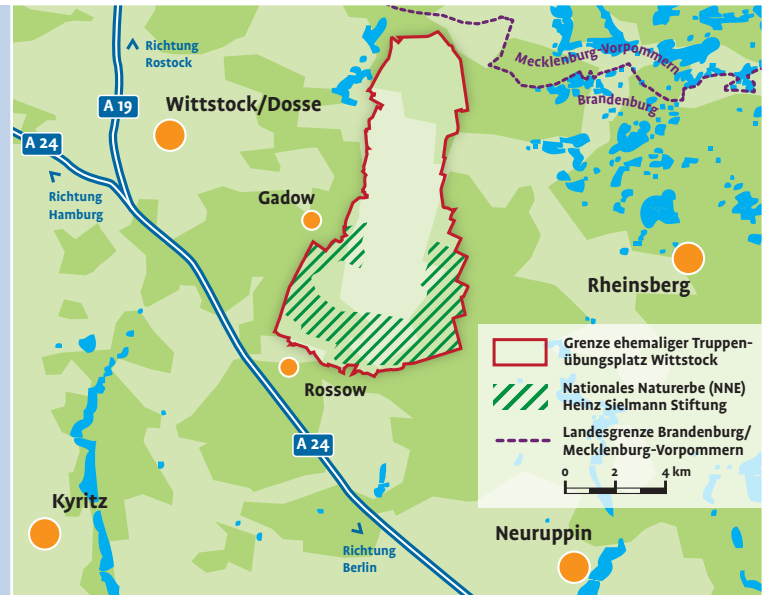 Richtung
Rostock
Mecklenburg-Vorpommern
Brandenburg
A 19
Wittstock/Dosse
A 24
Richtung
Hamburg
Gadow
Rheinsberg
Rossow
A 24
Kyritz
Richtung
Berlin
Neuruppin
Grenze ehemaliger Truppen-
übungsplatz Wittstock
Nationales Naturerbe (NNE)
Heinz Sielmann Stiftung
Landesgrenze Brandenburg/
Mecklenburg-Vorpommern
0 2 4 km